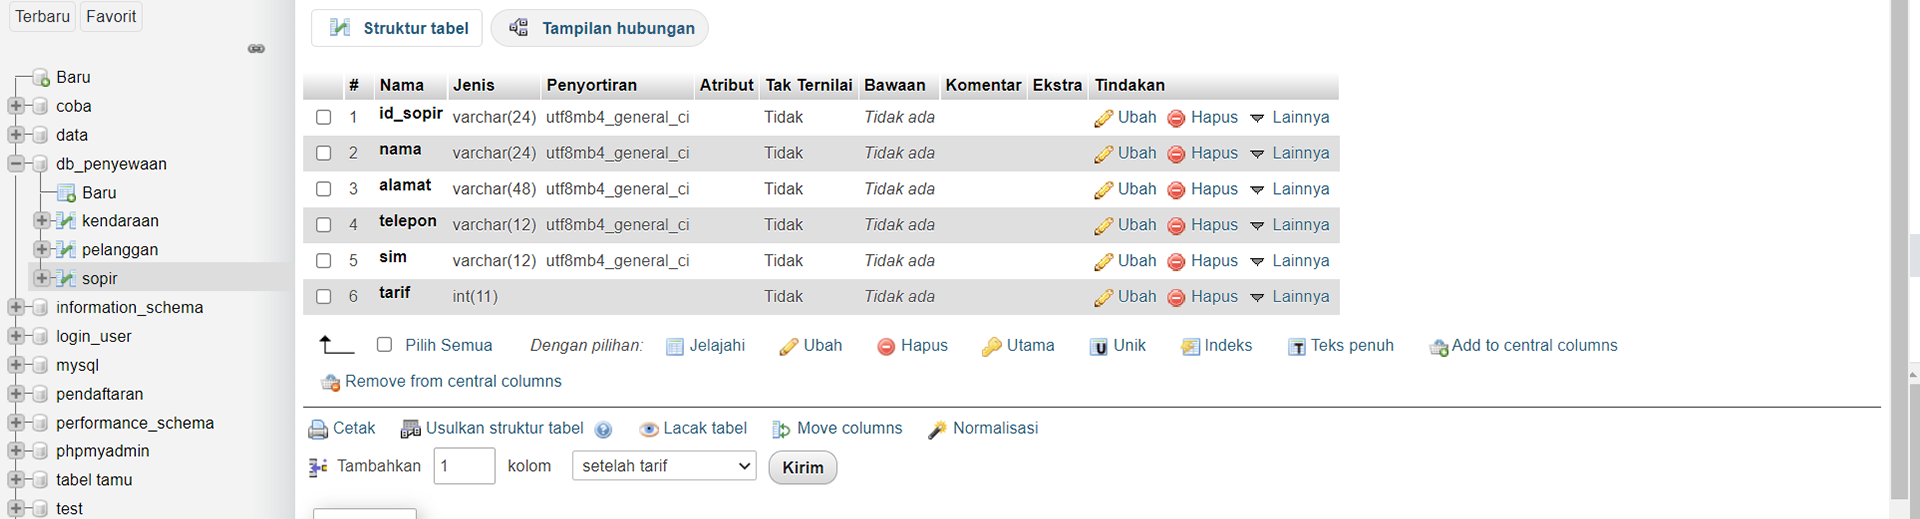 Terbaru Favorit
Baru
coba
data
db_penyewaan
Baru
kendaraan
pelanggan
sopir
information_schema
login_user
mysql
pendaftaran
performance_schema
phpmyadmin
tabel tamu
test
Struktur tabel Tampilan hubungan
# Nama Jenis Penyortiran Atribut Tak Ternilai Bawaan Komentar Ekstra Tindakan
1 id_sopir varchar(24) utf8mb4_general_ci Tidak Tidak ada Ubah Hapus Lainnya
2 nama varchar(24) utf8mb4_general_ci Tidak Tidak ada Ubah Hapus Lainnya
3 alamat varchar(48) utf8mb4_general_ci Tidak Tidak ada Ubah Hapus Lainnya
4 telepon varchar(12) utf8mb4_general_ci Tidak Tidak ada Ubah Hapus Lainnya
5 sim varchar(12) utf8mb4_general_ci Tidak Tidak ada Ubah Hapus Lainnya
6 tarif int(11) Tidak Tidak ada Ubah Hapus Lainnya
Pilih Semua Dengan pilihan: Jelajahi Ubah Hapus Utama Unik Indeks Teks penuh Add to central columns
Remove from central columns
Cetak Usulkan struktur tabel Lacak tabel Move columns Normalisasi
Tambahkan 1 kolom setelah tarif Kirim